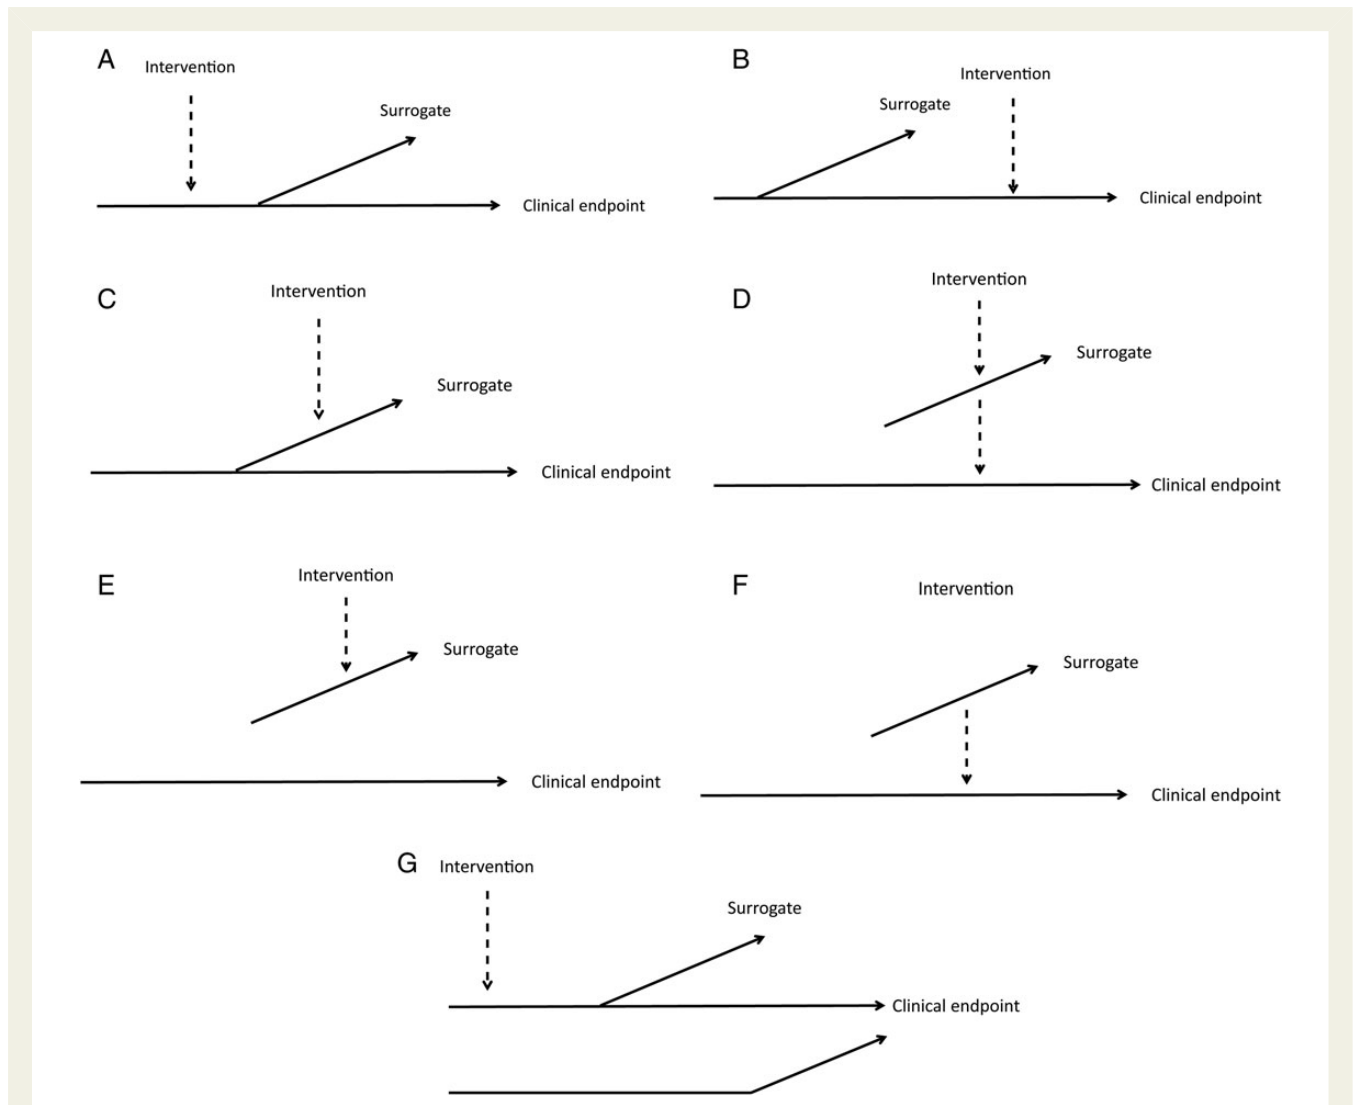 A
Intervention
Surrogate
Clinical endpoint
B
Intervention
Surrogate
Clinical endpoint
C
Intervention
Surrogate
Clinical endpoint
D
Intervention
Surrogate
Clinical endpoint
E
Intervention
Surrogate
Clinical endpoint
F
Intervention
Surrogate
Clinical endpoint
G
Intervention
Surrogate
Clinical endpoint